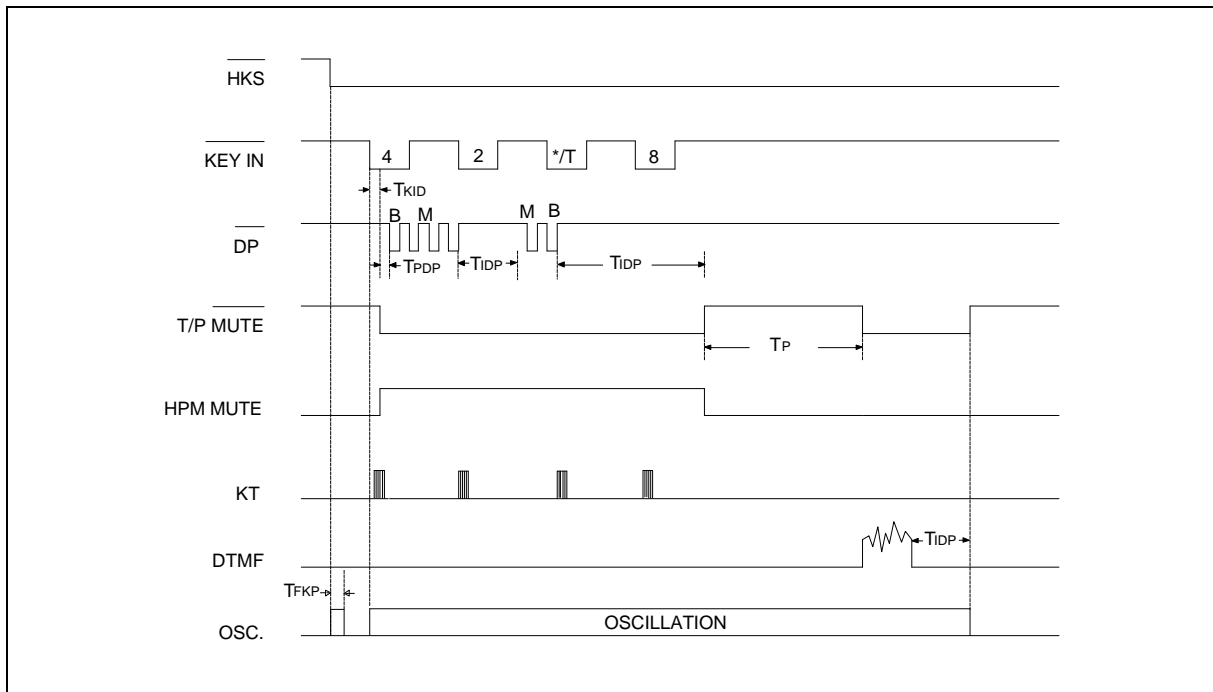 HKS
KEY IN
4 2 */T 8
TKID
B M M B
DP
TPDP TIDP TIDP
T/P MUTE
TP
HPM MUTE
KT
DTMF
TIDP
TFKP
OSC.
OSCILLATION